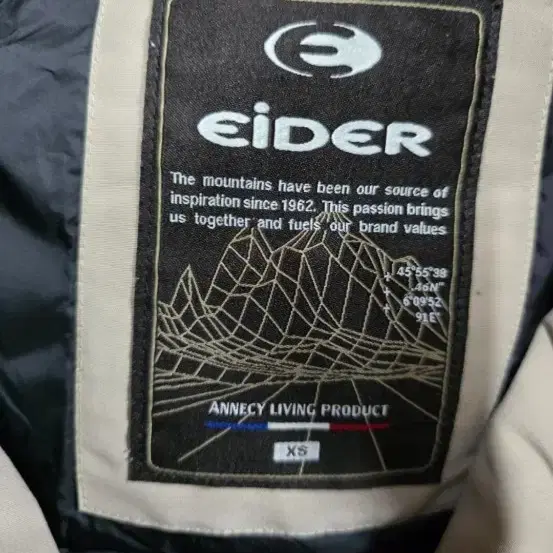 EiDER
The mountains have been our source of
inspiration since 1962. This passion brings
us together and fuels our brand values
45°55'38
.46N"
6°09'52
91E"
ANNECY LIVING PRODUCT
XS